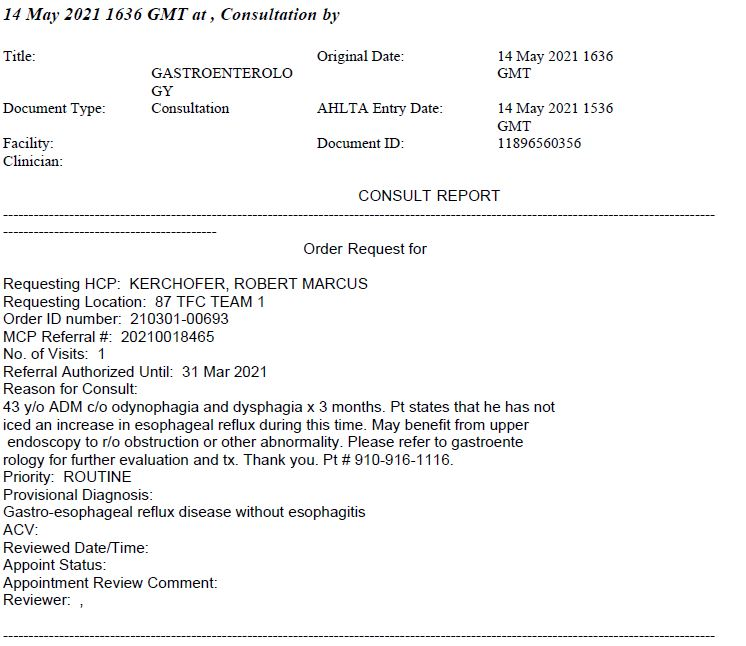 14 May 2021 1636 GMT at , Consultation by
Title: Original Date: 14 May 2021 1636
GASTROENTEROLO GMT
GY
Document Type: Consultation AHLTA Entry Date: 14 May 2021 1536
GMT
Facility: Document ID: 11896560356
Clinician:
CONSULT REPORT
--------------------------------------------------------------------------------------------------------------------------------------------
------------------------------------------
Order Request for
Requesting HCP: KERCHOFER, ROBERT MARCUS
Requesting Location: 87 TFC TEAM 1
Order ID number: 210301-00693
MCP Referral #: 20210018465
No. of Visits: 1
Referral Authorized Until: 31 Mar 2021
Reason for Consult:
43 y/o ADM c/o odynophagia and dysphagia x 3 months. Pt states that he has not
iced an increase in esophageal reflux during this time. May benefit from upper
endoscopy to r/o obstruction or other abnormality. Please refer to gastroente
rology for further evaluation and tx. Thank you. Pt # 910-916-1116.
Priority: ROUTINE
Provisional Diagnosis:
Gastro-esophageal reflux disease without esophagitis
ACV:
Reviewed Date/Time:
Appoint Status:
Appointment Review Comment:
Reviewer: ,
--------------------------------------------------------------------------------------------------------------------------------------------